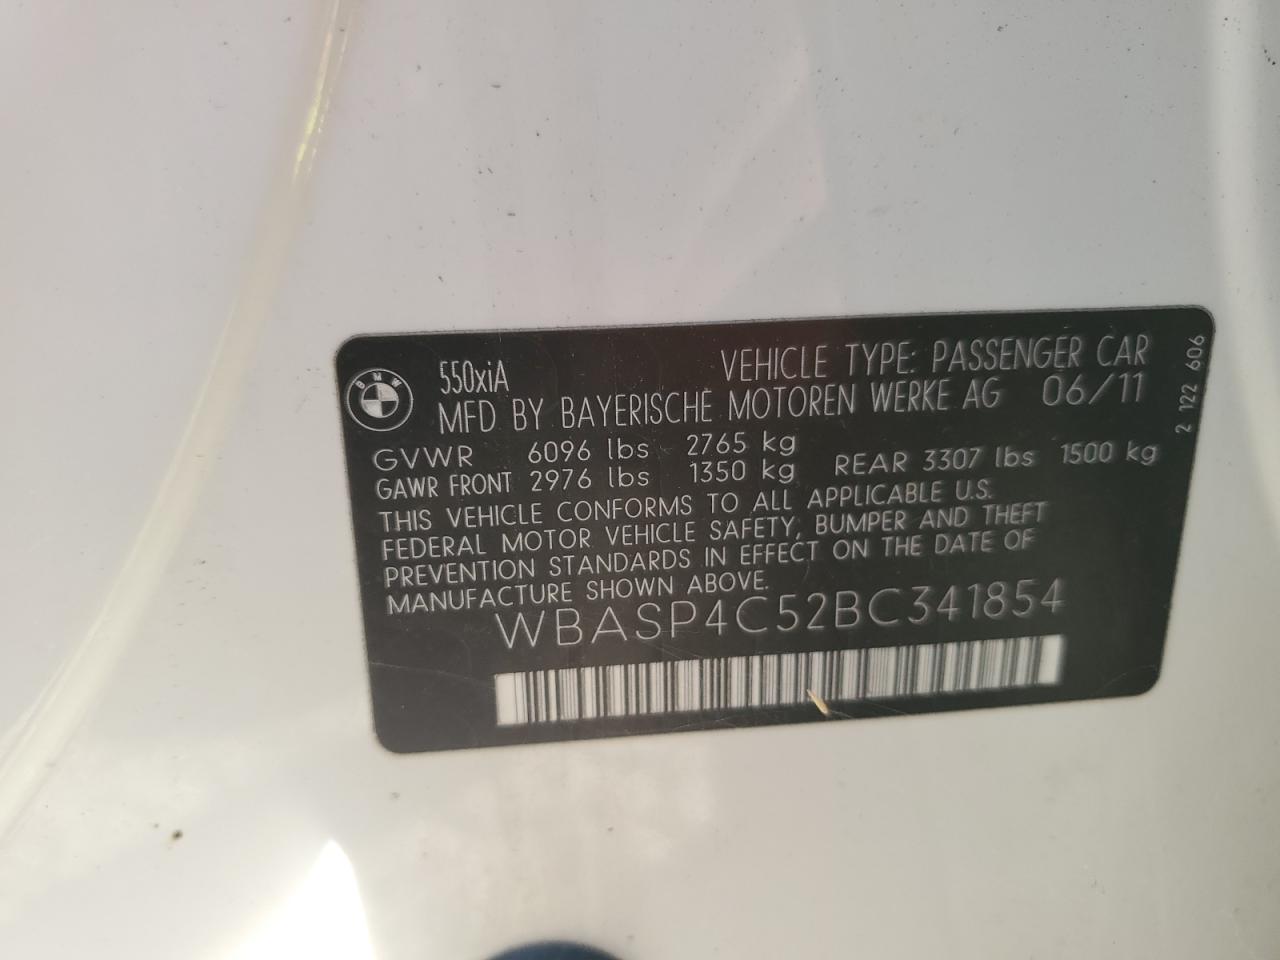 BMW
550xiA
VEHICLE TYPE: PASSENGER CAR
MFD BY BAYERISCHE MOTOREN WERKE AG 06/11
GVWR 6096 lbs 2765 kg
GAWR FRONT 2976 lbs 1350 kg REAR 3307 lbs 1500 kg
THIS VEHICLE CONFORMS TO ALL APPLICABLE U.S.
FEDERAL MOTOR VEHICLE SAFETY, BUMPER AND THEFT
PREVENTION STANDARDS IN EFFECT ON THE DATE OF
MANUFACTURE SHOWN ABOVE.
WBASP4C52BC341854
2 122 606